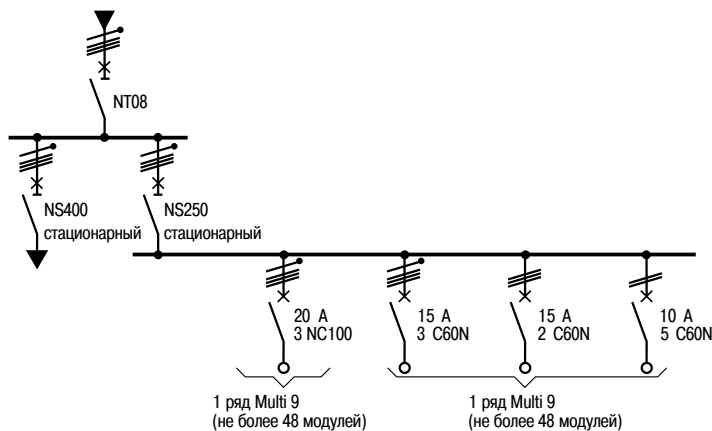 NT08
NS400
стационарный
NS250
стационарный
20 A
3 NC100
15 A
3 C60N
15 A
2 C60N
10 A
5 C60N
1 ряд Multi 9
(не более 48 модулей)
1 ряд Multi 9
(не более 48 модулей)